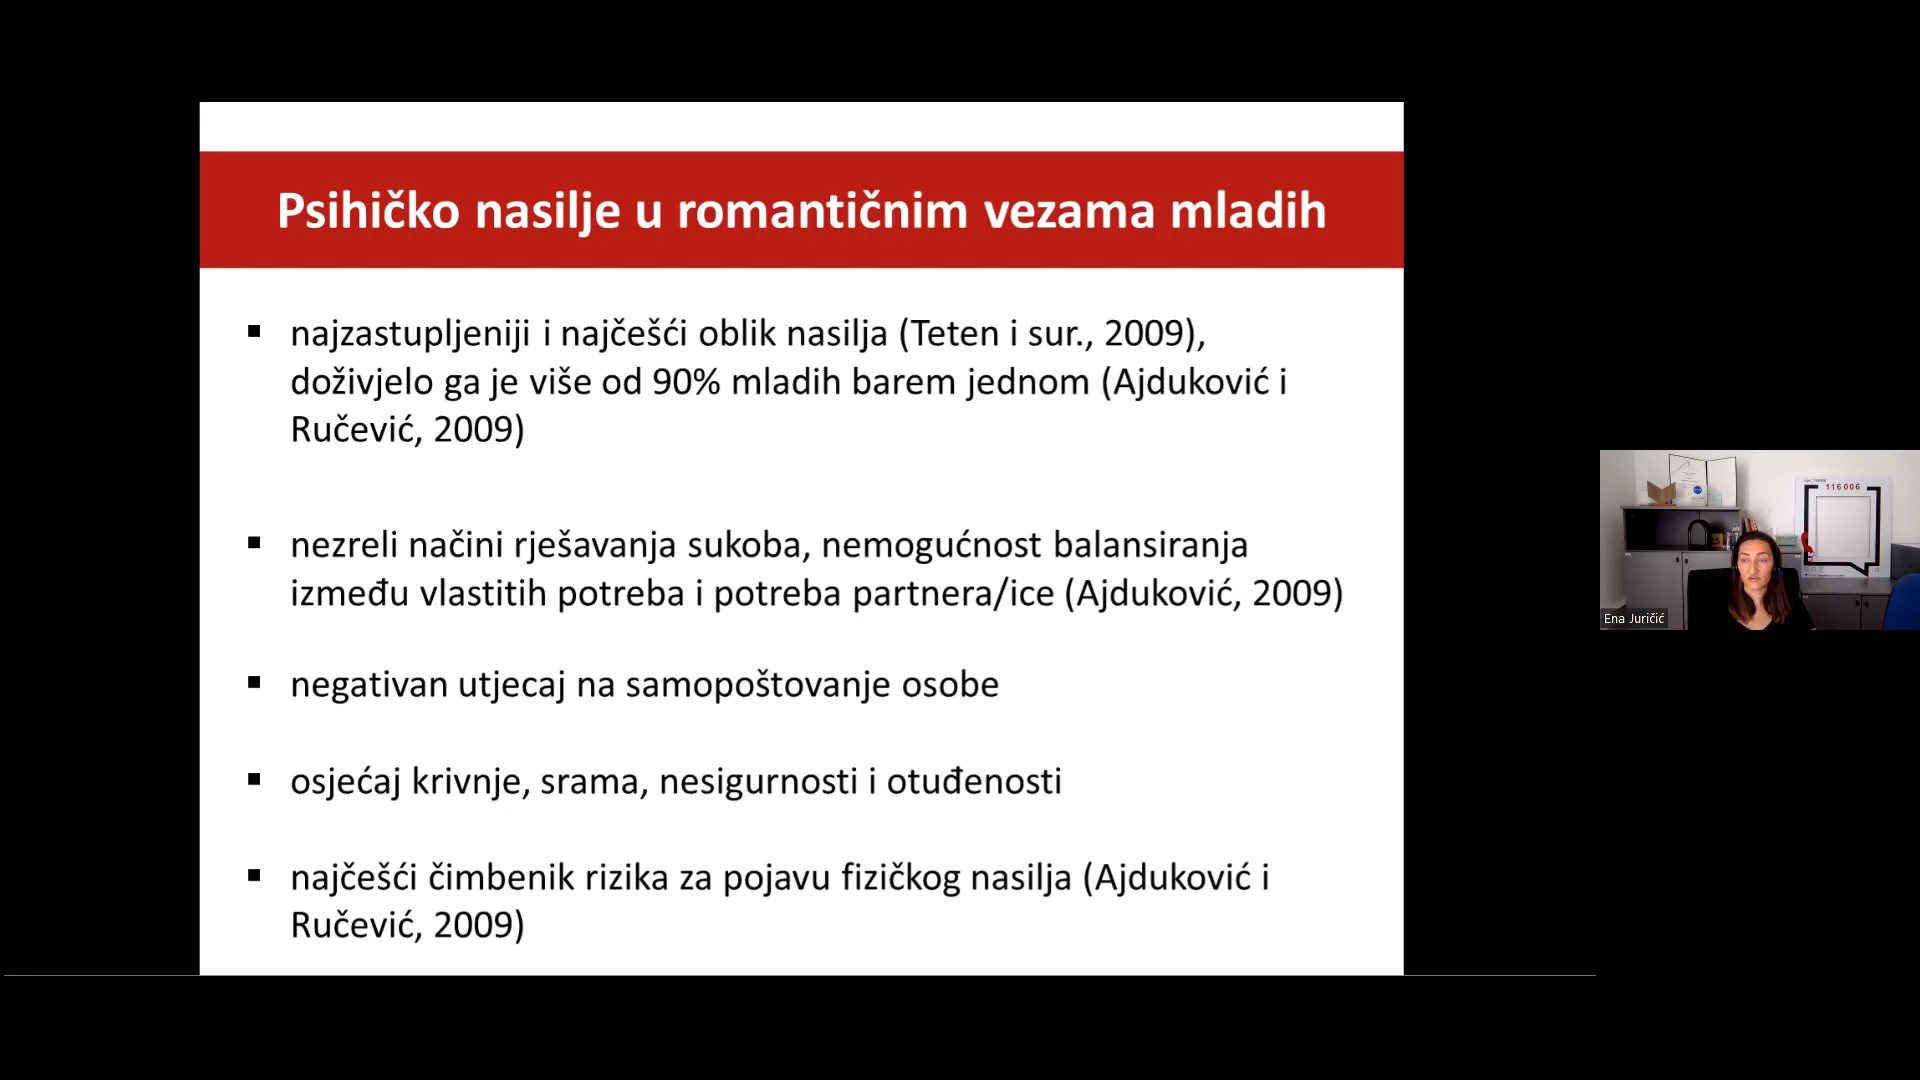 Psihičko nasilje u romantičnim vezama mladih
▪ najzastupljeniji i najčešći oblik nasilja (Teten i sur., 2009),
doživjelo ga je više od 90% mladih barem jednom (Ajduković i
Ručević, 2009)
▪ nezreli načini rješavanja sukoba, nemogućnost balansiranja
između vlastitih potreba i potreba partnera/ice (Ajduković, 2009)
▪ negativan utjecaj na samopoštovanje osobe
▪ osjećaj krivnje, srama, nesigurnosti i otuđenosti
▪ najčešći čimbenik rizika za pojavu fizičkog nasilja (Ajduković i
Ručević, 2009)
116 006
Ena Juričić